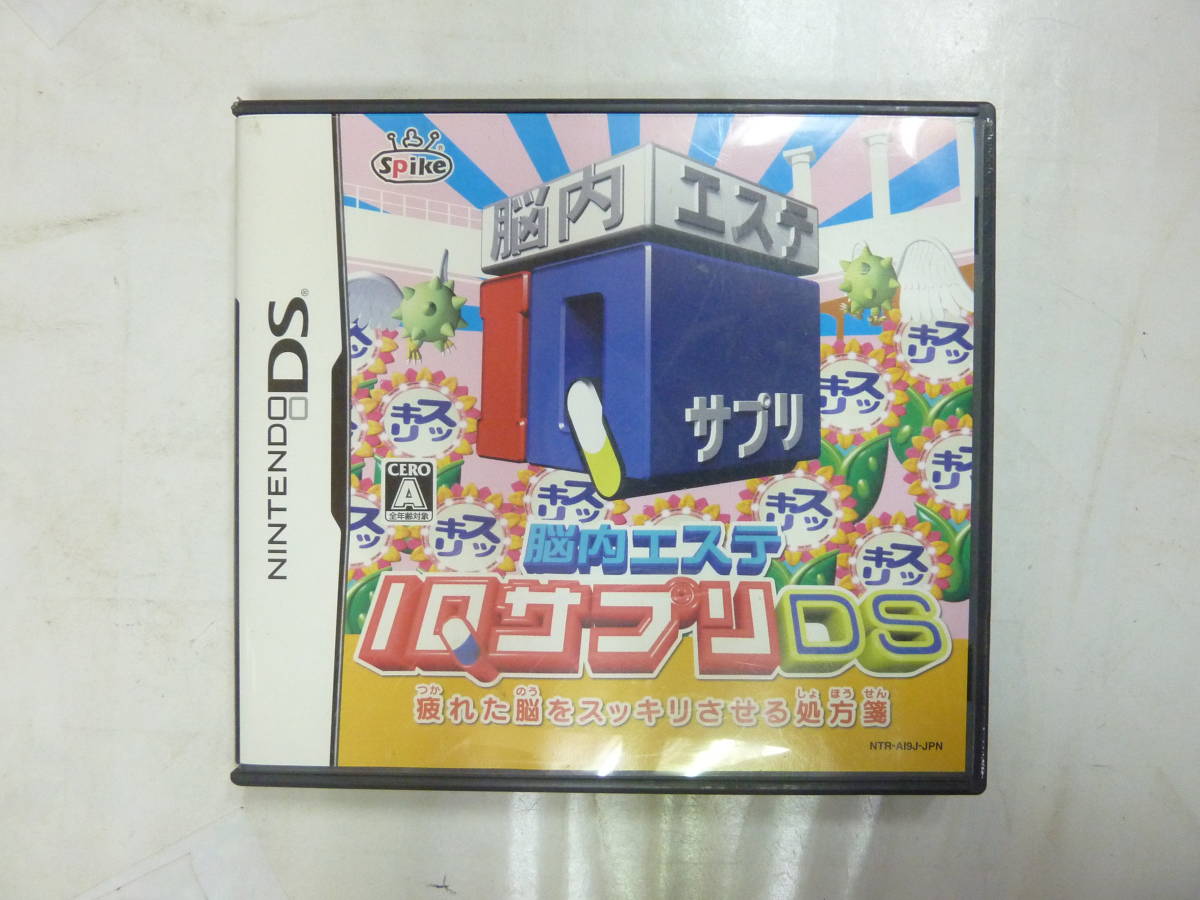 NINTENDO DS®
Spike®
脳内 エステ
IQ
サプリ
スッキリ
スッキリ
スッキリ
スッキリ
スッキリ
スッキリ
スッキリ
スッキリ
CERO
A
全年齢対象
脳内エステ
IQサプリDS
つか のう しょ ほう せん
疲れた脳をスッキリさせる処方箋
NTR-AI9J-JPN